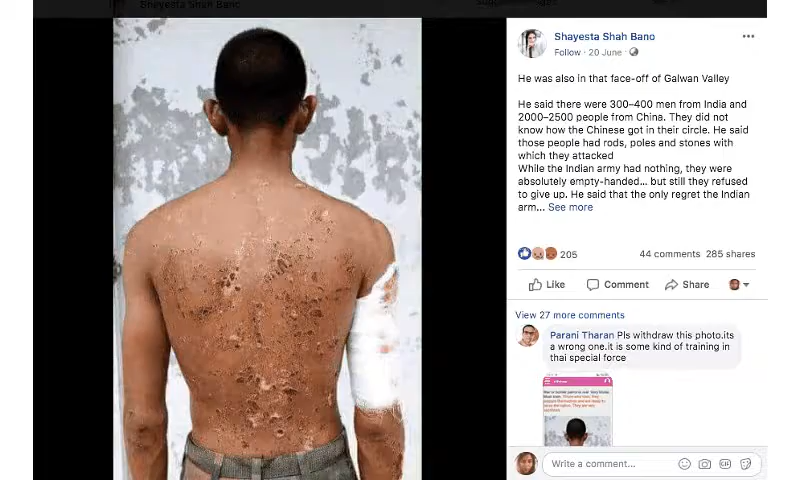 Shayesta Shah Bano
Shayesta Shah Bano
Follow · 20 June ·
He was also in that face-off of Galwan Valley
He said there were 300–400 men from India and
2000–2500 people from China. They did not
know how the Chinese got in their circle. He said
those people had rods, poles and stones with
which they attacked
While the Indian army had nothing, they were
absolutely empty-handed... but still they refused
to give up. He said that the only regret the Indian
arm... See more
205
44 comments 285 shares
Like Comment Share
View 27 more comments
Parani Tharan Pls withdraw this photo.its
a wrong one.it is some kind of training in
thai special force
Write a comment...
GIF